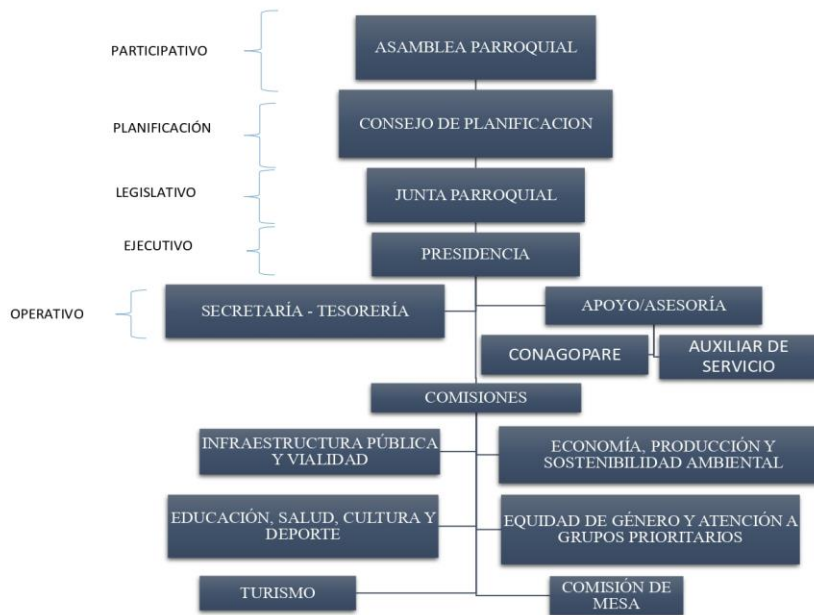 PARTICIPATIVO
ASAMBLEA PARROQUIAL
PLANIFICACIÓN
CONSEJO DE PLANIFICACION
LEGISLATIVO
JUNTA PARROQUIAL
EJECUTIVO
PRESIDENCIA
OPERATIVO
SECRETARÍA - TESORERÍA
APOYO/ASESORÍA
CONAGOPARE
AUXILIAR DE
SERVICIO
COMISIONES
INFRAESTRUCTURA PÚBLICA
Y VIALIDAD
ECONOMÍA, PRODUCCIÓN Y
SOSTENIBILIDAD AMBIENTAL
EDUCACIÓN, SALUD, CULTURA Y
DEPORTE
EQUIDAD DE GÉNERO Y ATENCIÓN A
GRUPOS PRIORITARIOS
TURISMO
COMISIÓN DE
MESA